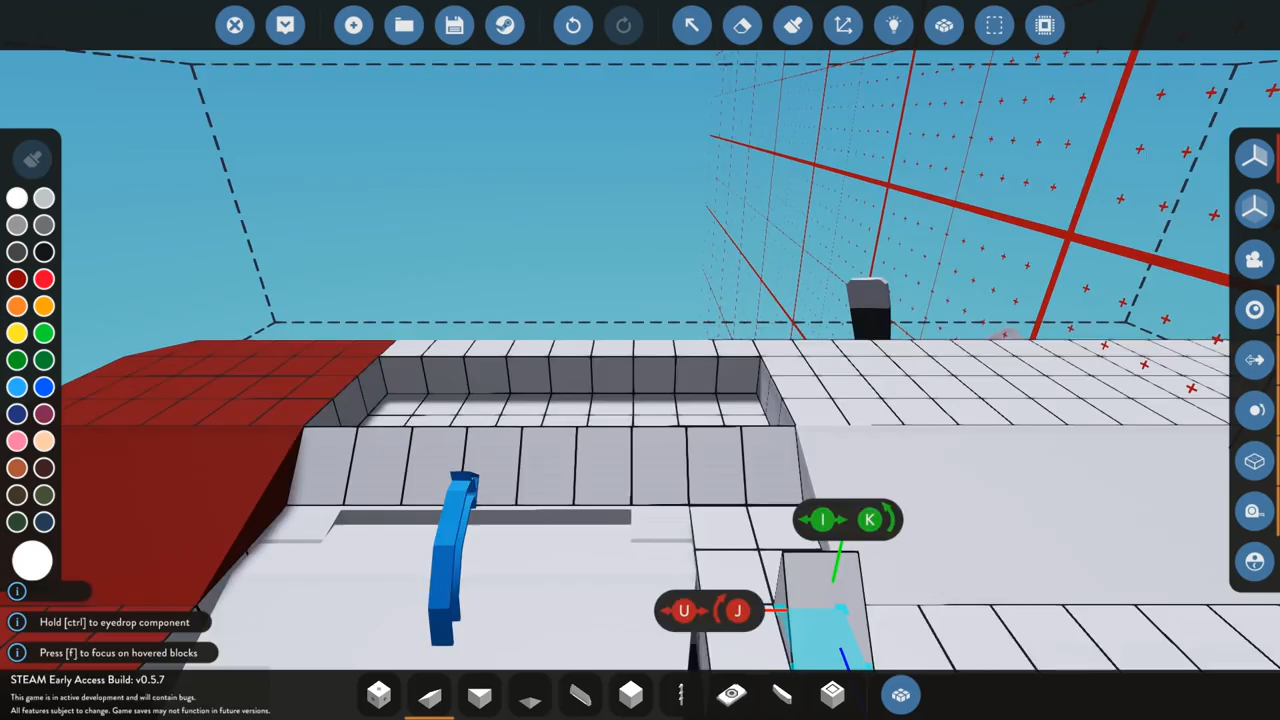 I K
U J
Hold [ctrl] to eyedrop component
Press [f] to focus on hovered blocks
STEAM Early Access Build: v0.5.7
This game is in active development and will contain bugs.
All features subject to change. Game saves may not function in future versions.